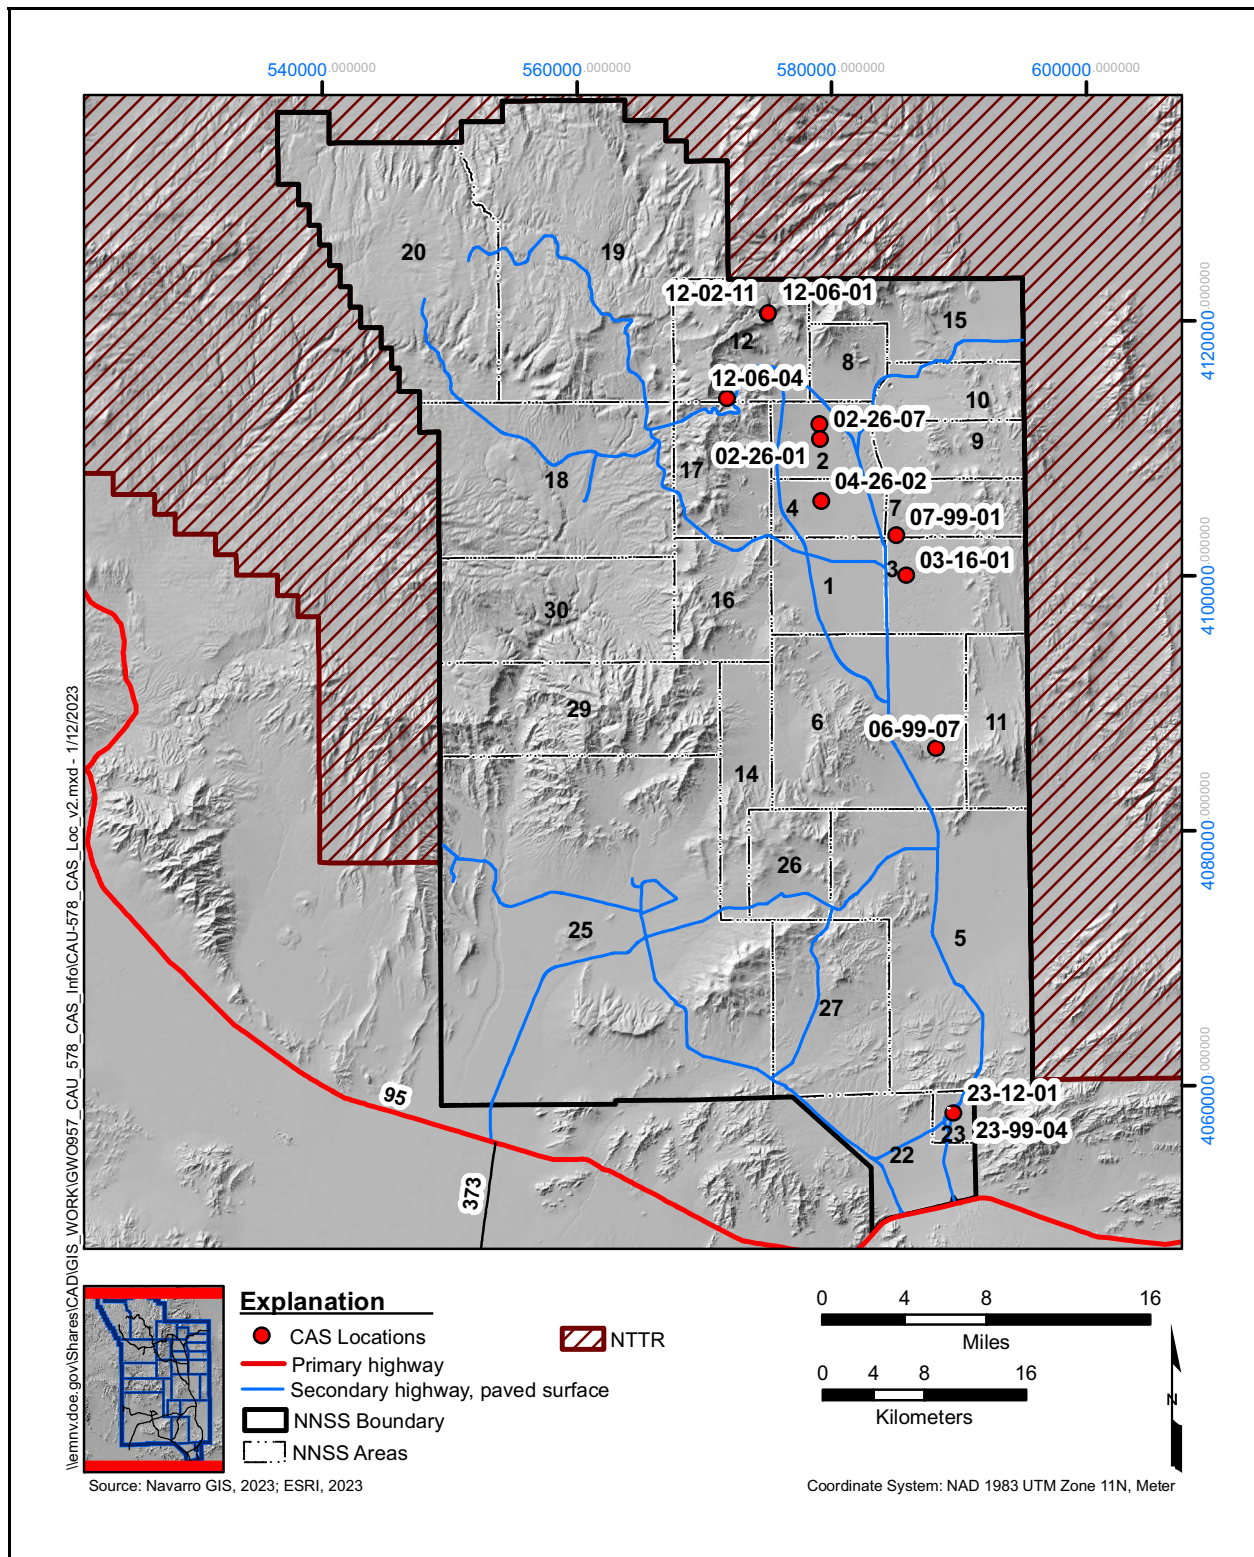 540000.000000 560000.000000 580000.000000 600000.000000
20
19
12-02-11 12-06-01
15
4120000.000000
12
8
12-06-04
10
02-26-07
9
02-26-01 2
17
18
04-26-02
4
7
07-99-01
3
03-16-01
1
4100000.000000
16
30
29
11
6
06-99-07
14
4080000.000000
26
25
5
27
4060000.000000
23-12-01
95
23
23-99-04
22
373
\\emnv.doe.gov\Shares\CAD\GIS_WORK\GWO957_CAU_578_CAS_Info\CAU-578_CAS_Loc_v2.mxd - 1/12/2023
Explanation
CAS Locations
NTTR
Primary highway
Secondary highway, paved surface
NNSS Boundary
NNSS Areas
0 4 8 16
Miles
0 4 8 16
Kilometers
N
Source: Navarro GIS, 2023; ESRI, 2023
Coordinate System: NAD 1983 UTM Zone 11N, Meter